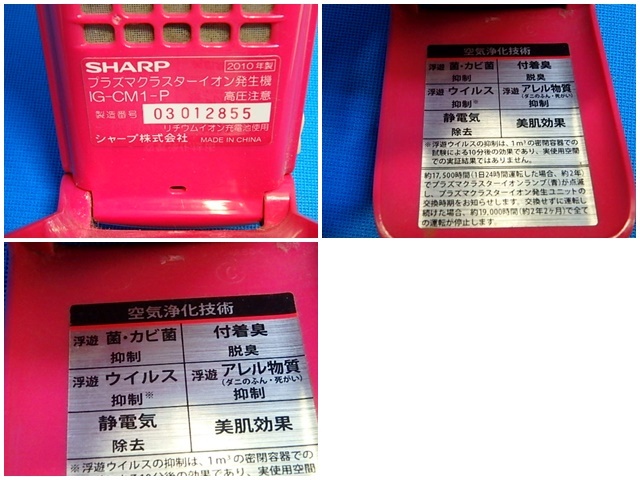 SHARP 2010年製
プラズマクラスターイオン発生機
IG-CM1-P 高圧注意
製造番号 03 012855
リチウムイオン充電池使用
シャープ株式会社 MADE IN CHINA
空気浄化技術
浮遊 菌・カビ菌 抑制
付着臭 脱臭
浮遊 ウイルス 抑制※
浮遊 アレル物質 (ダニのふん・死がい) 抑制
静電気 除去
美肌効果
※浮遊ウイルスの抑制は、1m³の密閉容器での
試験による10分後の効果であり、実使用空間
での実証結果ではありません。
約17,500時間(1日24時間運転した場合、約2年)
でプラズマクラスターイオンランプ(青)が点滅
し、プラズマクラスターイオン発生ユニットの
交換時期をお知らせします。交換せずに運転し
続けた場合、約19,000時間(約2年2ヶ月)で全て
の運転が停止します。
空気浄化技術
浮遊 菌・カビ菌 抑制
付着臭 脱臭
浮遊 ウイルス 抑制※
浮遊 アレル物質 (ダニのふん・死がい) 抑制
静電気 除去
美肌効果
※浮遊ウイルスの抑制は、1m³の密閉容器での
10分後の効果であり、実使用空間